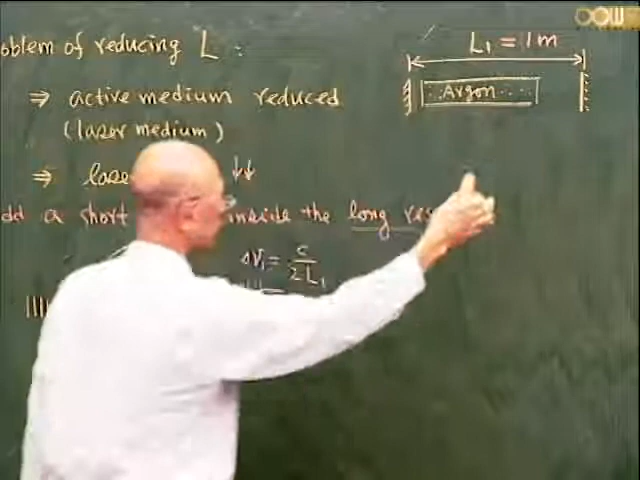 oblem of reducing L :
⇒ active medium reduced
(laser medium)
⇒ lase ↓↓
dd a short inside the long res
Δν₁ = c / 2L₁
L₁ = 1m
Argon